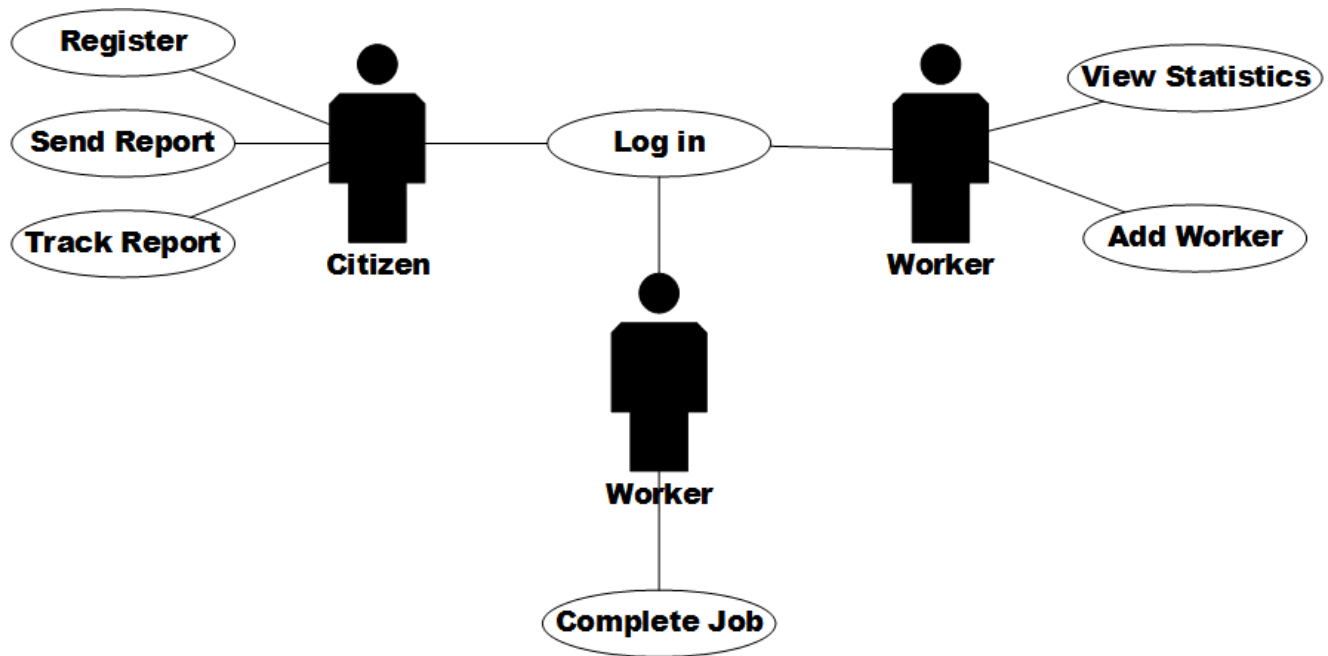 Register
Send Report
Track Report
Citizen
Log in
Worker
View Statistics
Add Worker
Worker
Complete Job